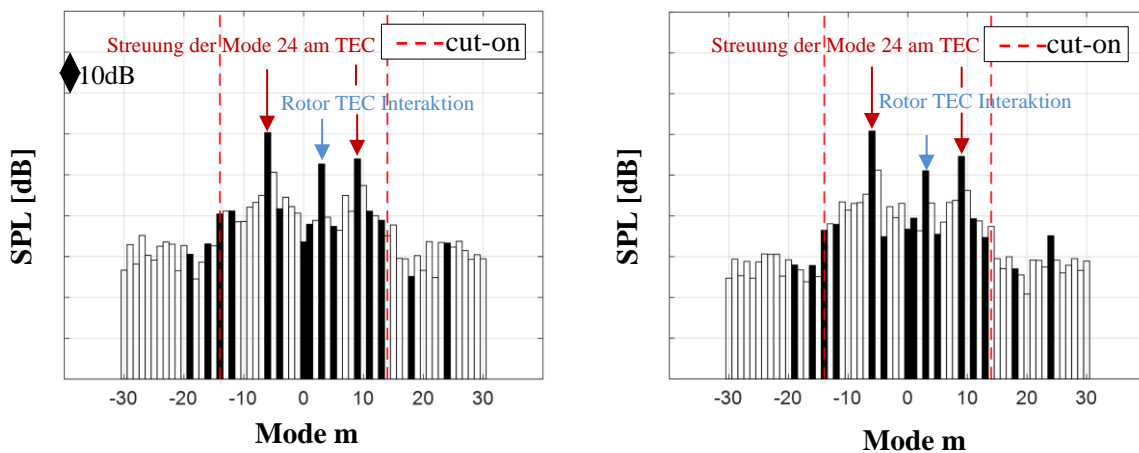 Streuung der Mode 24 am TEC
cut-on
10dB
Rotor TEC Interaktion
SPL [dB]
-30 -20 -10 0 10 20 30
Mode m
Streuung der Mode 24 am TEC
cut-on
Rotor TEC Interaktion
SPL [dB]
-30 -20 -10 0 10 20 30
Mode m